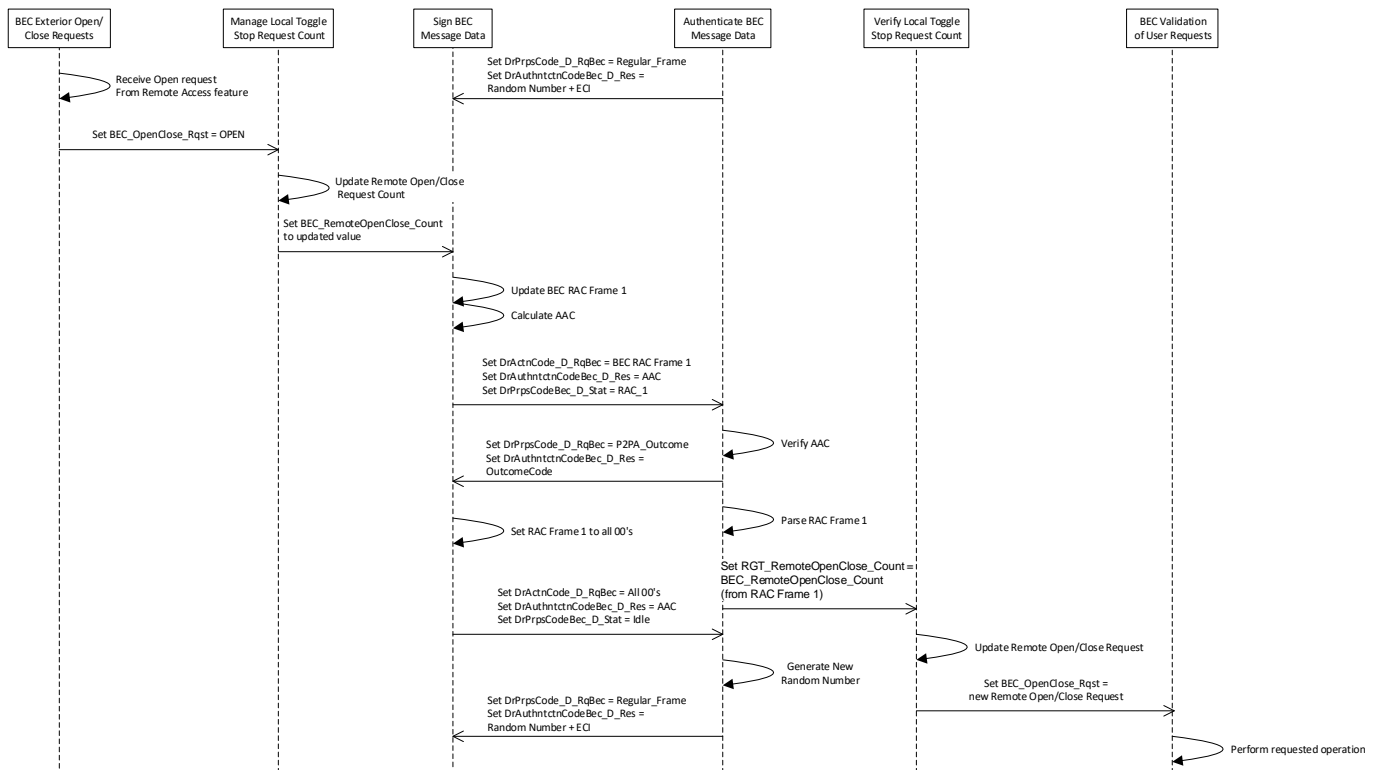 BEC Exterior Open/
Close Requests
Manage Local Toggle
Stop Request Count
Sign BEC
Message Data
Authenticate BEC
Message Data
Verify Local Toggle
Stop Request Count
BEC Validation
of User Requests
Set DrPrpsCode_D_RqBec = Regular_Frame
Set DrAuthntctnCodeBec_D_Res =
Random Number + ECI
Receive Open request
From Remote Access feature
Set BEC_OpenClose_Rqst = OPEN
Update Remote Open/Close
Request Count
Set BEC_RemoteOpenClose_Count
to updated value
Update BEC RAC Frame 1
Calculate AAC
Set DrActnCode_D_RqBec = BEC RAC Frame 1
Set DrAuthntctnCodeBec_D_Res = AAC
Set DrPrpsCodeBec_D_Stat = RAC_1
Verify AAC
Set DrPrpsCode_D_RqBec = P2PA_Outcome
Set DrAuthntctnCodeBec_D_Res =
OutcomeCode
Parse RAC Frame 1
Set RAC Frame 1 to all 00's
Set RGT_RemoteOpenClose_Count =
BEC_RemoteOpenClose_Count
(from RAC Frame 1)
Set DrActnCode_D_RqBec = All 00's
Set DrAuthntctnCodeBec_D_Res = AAC
Set DrPrpsCodeBec_D_Stat = Idle
Update Remote Open/Close Request
Generate New
Random Number
Set BEC_OpenClose_Rqst =
new Remote Open/Close Request
Set DrPrpsCode_D_RqBec = Regular_Frame
Set DrAuthntctnCodeBec_D_Res =
Random Number + ECI
Perform requested operation